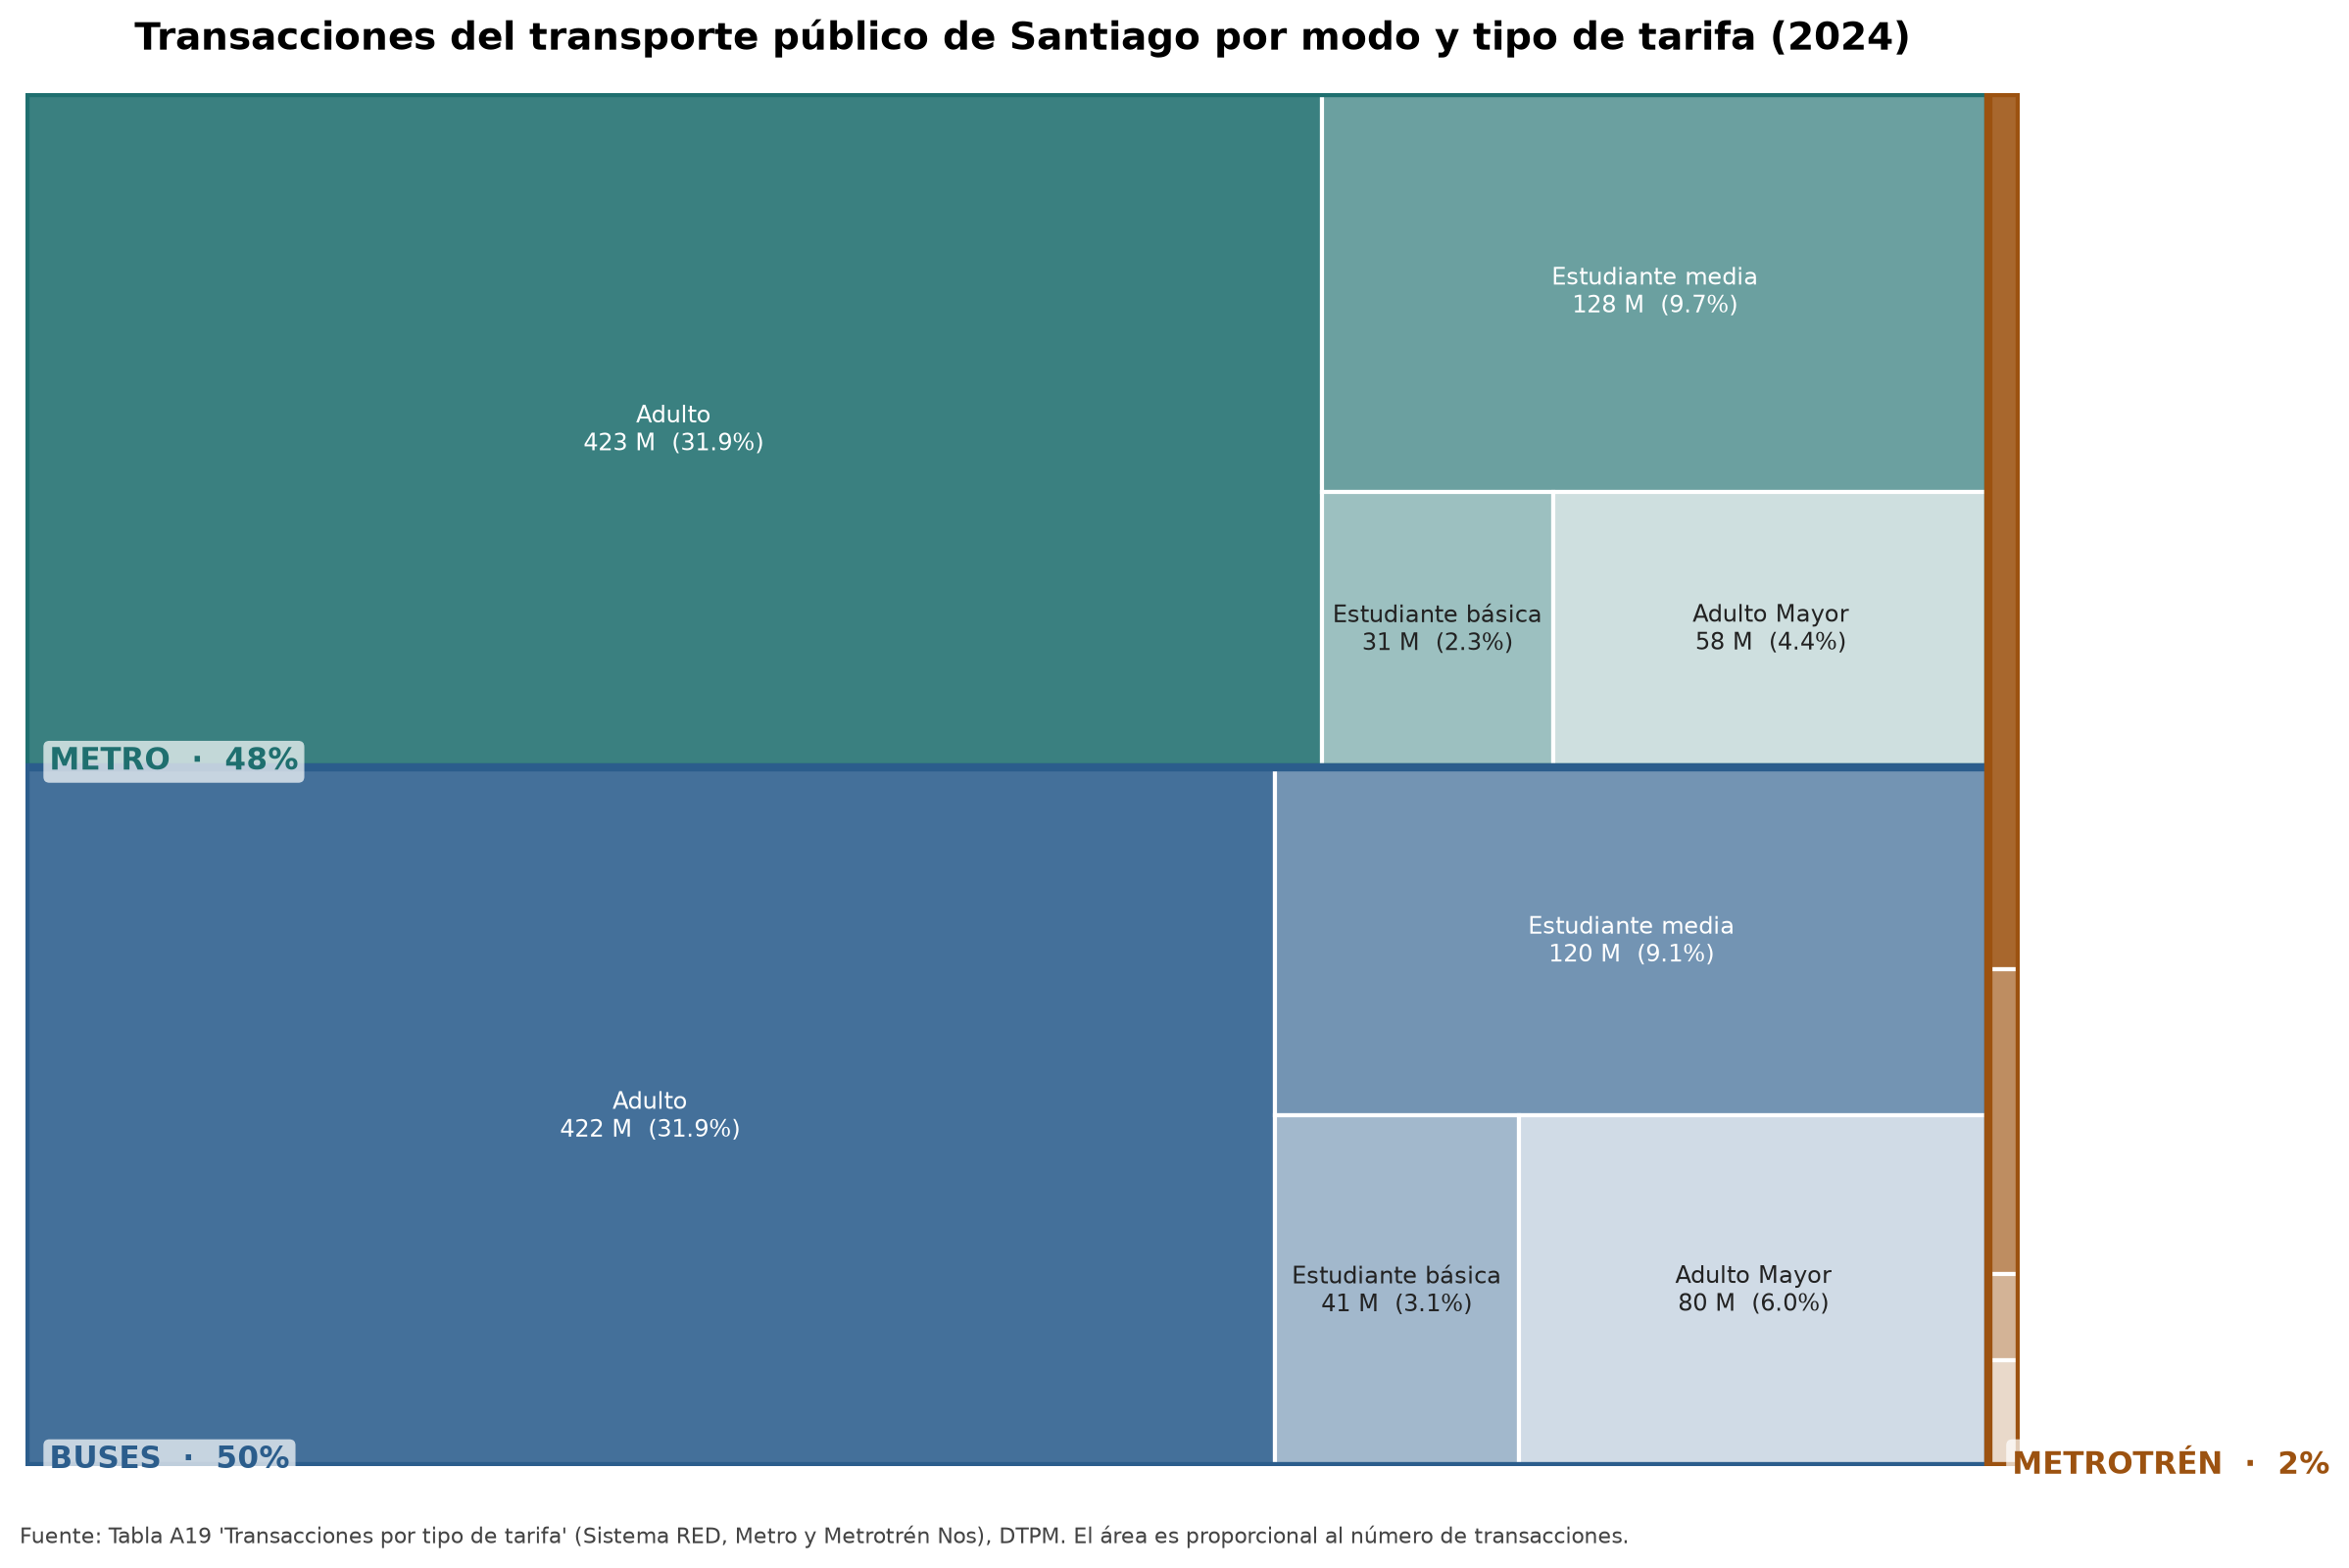 Transacciones del transporte público de Santiago por modo y tipo de tarifa (2024)
Estudiante media
128 M  (9.7%)
Adulto
423 M  (31.9%)
Estudiante básica
31 M  (2.3%)
Adulto Mayor
58 M  (4.4%)
METRO  ·  48%
Estudiante media
120 M  (9.1%)
Adulto
422 M  (31.9%)
Estudiante básica
41 M  (3.1%)
Adulto Mayor
80 M  (6.0%)
BUSES  ·  50%
METROTRÉN  ·  2%
Fuente: Tabla A19 'Transacciones por tipo de tarifa' (Sistema RED, Metro y Metrotrén Nos), DTPM. El área es proporcional al número de transacciones.